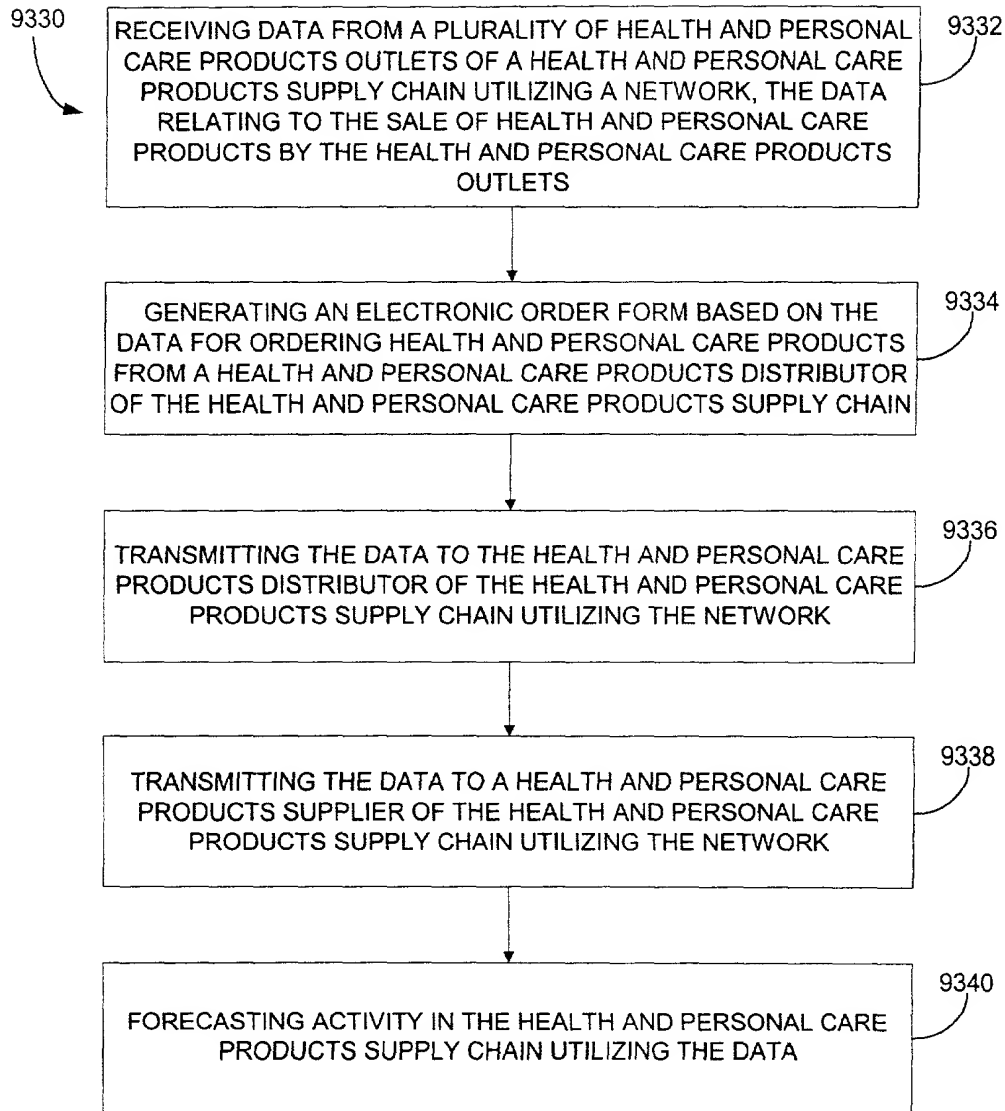 9330
RECEIVING DATA FROM A PLURALITY OF HEALTH AND PERSONAL
CARE PRODUCTS OUTLETS OF A HEALTH AND PERSONAL CARE
PRODUCTS SUPPLY CHAIN UTILIZING A NETWORK, THE DATA
RELATING TO THE SALE OF HEALTH AND PERSONAL CARE
PRODUCTS BY THE HEALTH AND PERSONAL CARE PRODUCTS
OUTLETS
9332
GENERATING AN ELECTRONIC ORDER FORM BASED ON THE
DATA FOR ORDERING HEALTH AND PERSONAL CARE PRODUCTS
FROM A HEALTH AND PERSONAL CARE PRODUCTS DISTRIBUTOR
OF THE HEALTH AND PERSONAL CARE PRODUCTS SUPPLY CHAIN
9334
TRANSMITTING THE DATA TO THE HEALTH AND PERSONAL CARE
PRODUCTS DISTRIBUTOR OF THE HEALTH AND PERSONAL CARE
PRODUCTS SUPPLY CHAIN UTILIZING THE NETWORK
9336
TRANSMITTING THE DATA TO A HEALTH AND PERSONAL CARE
PRODUCTS SUPPLIER OF THE HEALTH AND PERSONAL CARE
PRODUCTS SUPPLY CHAIN UTILIZING THE NETWORK
9338
FORECASTING ACTIVITY IN THE HEALTH AND PERSONAL CARE
PRODUCTS SUPPLY CHAIN UTILIZING THE DATA
9340